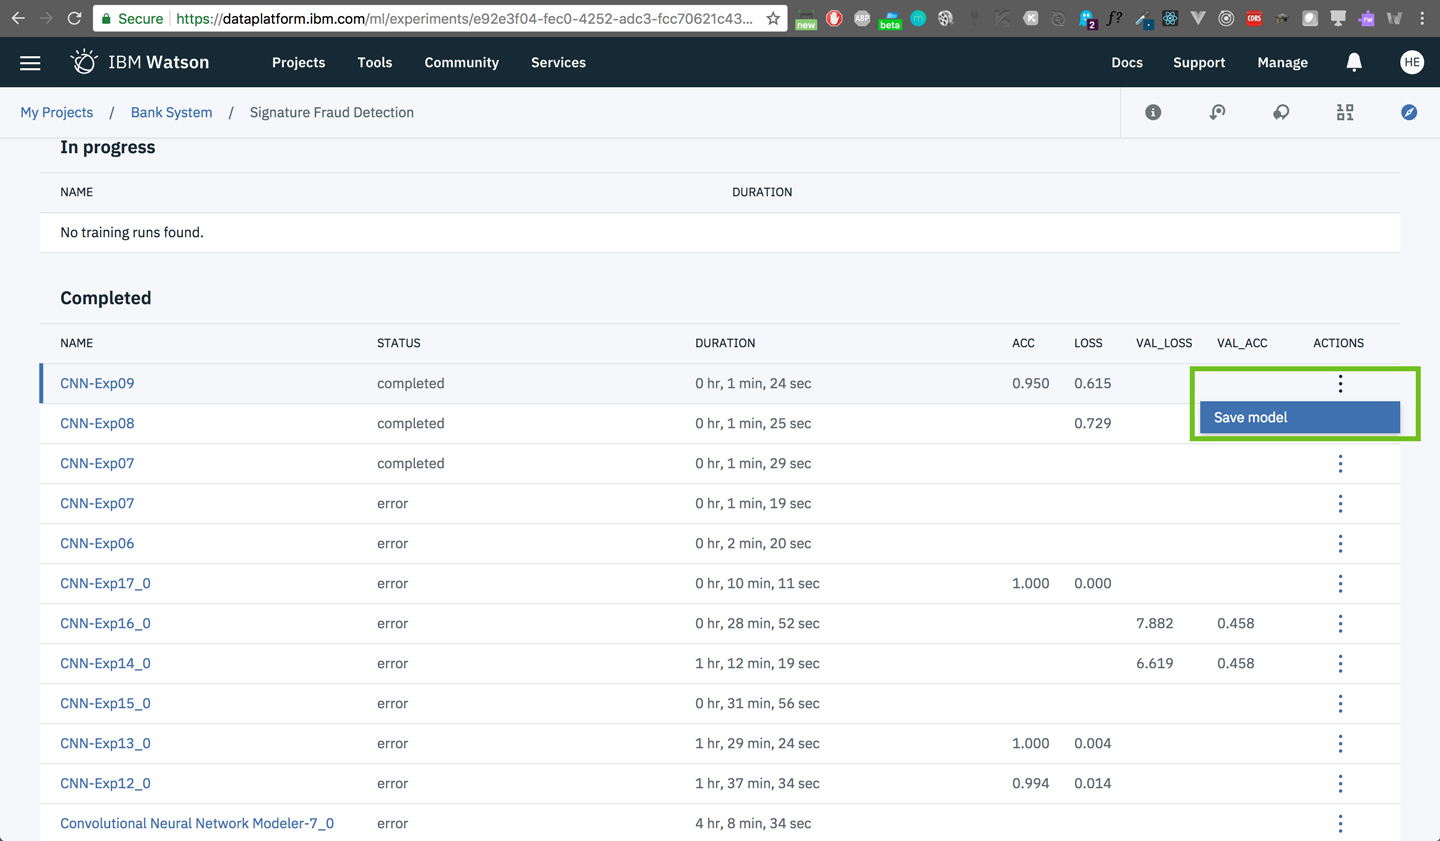 Secure https://dataplatform.ibm.com/ml/experiments/e92e3f04-fec0-4252-adc3-fcc70621c43... new ABP beta m 2 f? CORS rw W
IBM Watson Projects Tools Community Services Docs Support Manage HE
My Projects / Bank System / Signature Fraud Detection
In progress
NAME DURATION
No training runs found.
Completed
NAME STATUS DURATION ACC LOSS VAL_LOSS VAL_ACC ACTIONS
CNN-Exp09 completed 0 hr, 1 min, 24 sec 0.950 0.615
Save model
CNN-Exp08 completed 0 hr, 1 min, 25 sec 0.729
CNN-Exp07 completed 0 hr, 1 min, 29 sec
CNN-Exp07 error 0 hr, 1 min, 19 sec
CNN-Exp06 error 0 hr, 2 min, 20 sec
CNN-Exp17_0 error 0 hr, 10 min, 11 sec 1.000 0.000
CNN-Exp16_0 error 0 hr, 28 min, 52 sec 7.882 0.458
CNN-Exp14_0 error 1 hr, 12 min, 19 sec 6.619 0.458
CNN-Exp15_0 error 0 hr, 31 min, 56 sec
CNN-Exp13_0 error 1 hr, 29 min, 24 sec 1.000 0.004
CNN-Exp12_0 error 1 hr, 37 min, 34 sec 0.994 0.014
Convolutional Neural Network Modeler-7_0 error 4 hr, 8 min, 34 sec